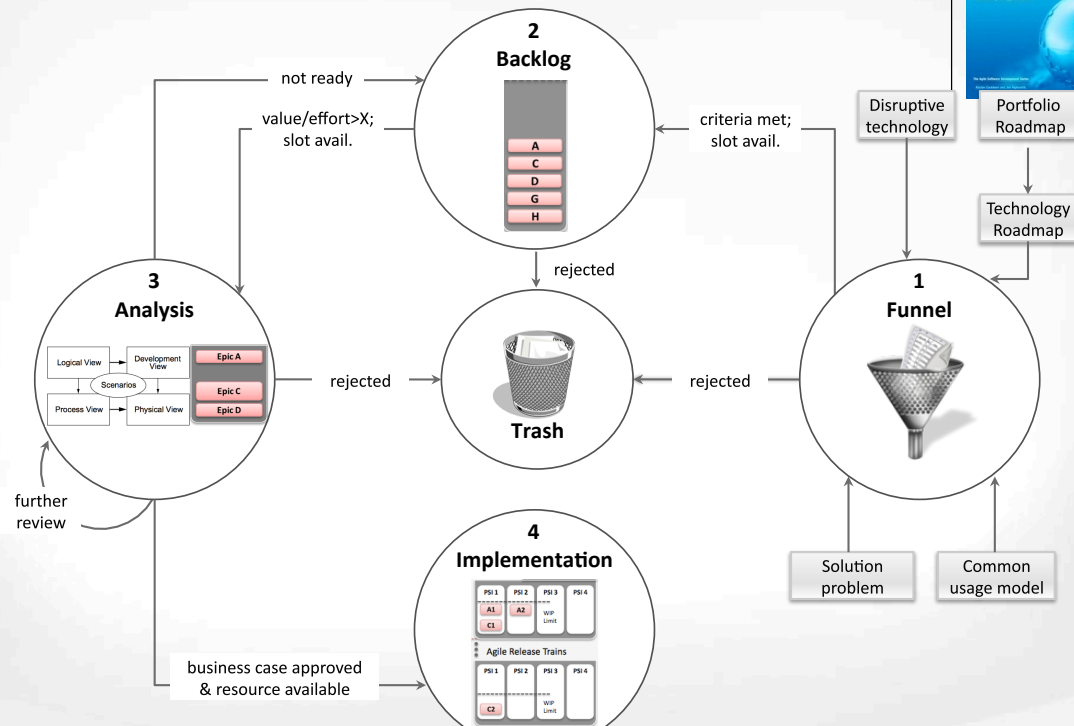 2
Backlog
not ready
value/effort>X;
slot avail.
A
C
D
G
H
criteria met;
slot avail.
Disruptive
technology
Portfolio
Roadmap
Technology
Roadmap
rejected
3
Analysis
Logical View
Development
View
Scenarios
Process View
Physical View
Epic A
Epic C
Epic D
rejected
Trash
rejected
1
Funnel
further
review
4
Implementation
PSI 1
PSI 2
PSI 3
PSI 4
A1
A2
WIP
Limit
C1
Agile Release Trains
PSI 1
PSI 2
PSI 3
PSI 4
C2
WIP
Limit
Solution
problem
Common
usage model
business case approved
& resource available